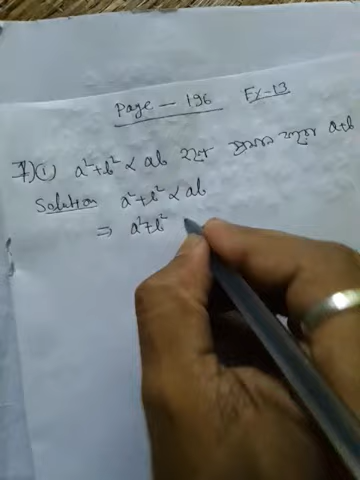 Page — 196 Ex-13
7)(i) a²+b² ∝ ab হলে প্রমাণ করো a+b
Solution a²+b² ∝ ab
⇒ a²+b²